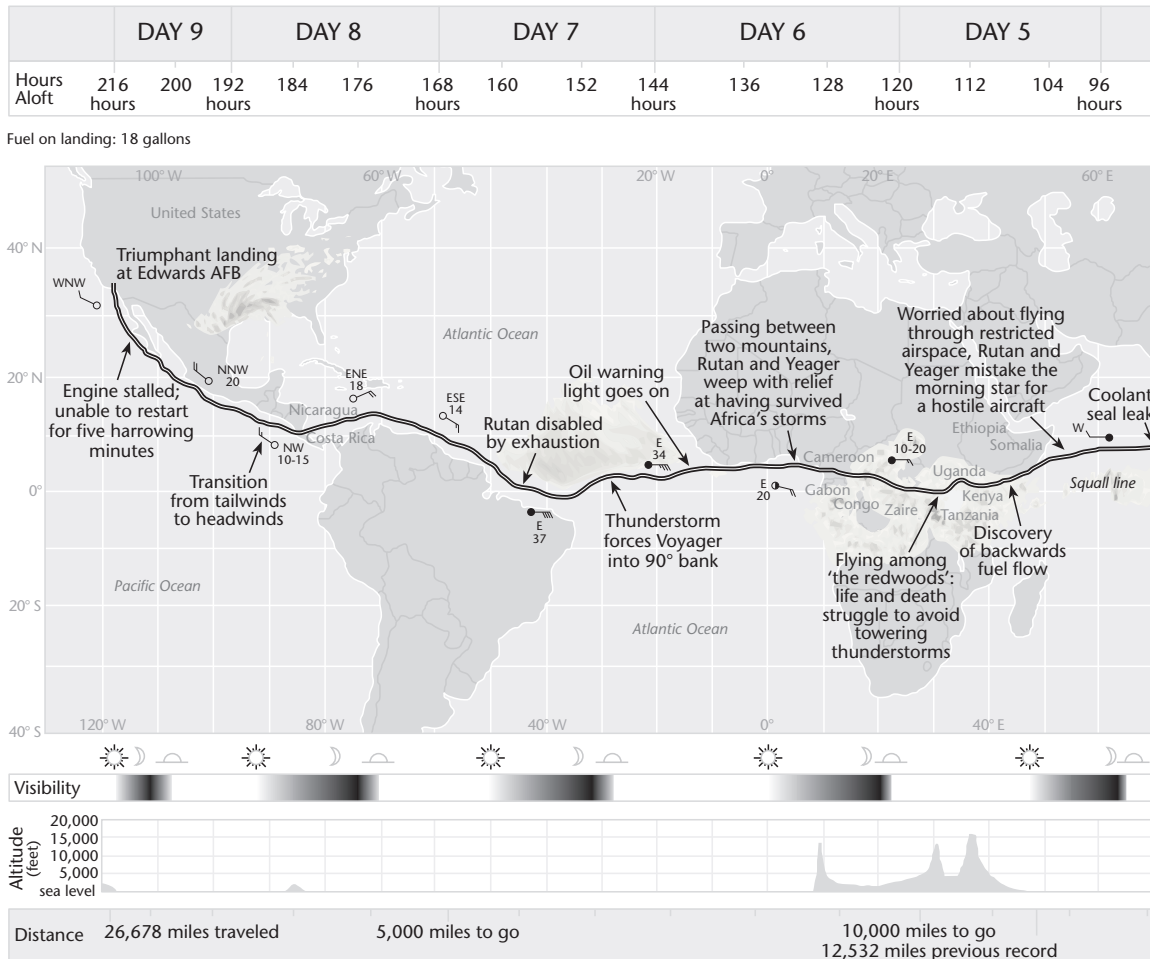 DAY 9 DAY 8 DAY 7 DAY 6 DAY 5
Hours Aloft
216 hours 200 192 hours 184 176 168 hours 160 152 144 hours 136 128 120 hours 112 104 96 hours
Fuel on landing: 18 gallons
100° W 60° W 20° W 0° 20° E 60° E
United States
40° N
Triumphant landing
at Edwards AFB
WNW
Atlantic Ocean
Passing between
two mountains,
Rutan and Yeager
weep with relief
at having survived
Africa's storms
Worried about flying
through restricted
airspace, Rutan and
Yeager mistake the
morning star for
a hostile aircraft
20° N
NNW
20
ENE
18
ESE
14
Oil warning
light goes on
Coolant
seal leak
W
Engine stalled;
unable to restart
for five harrowing
minutes
Nicaragua
Costa Rica
NW
10-15
Rutan disabled
by exhaustion
E
34
E
10-20
Ethiopia
Somalia
Cameroon
Uganda
Squall line
Transition
from tailwinds
to headwinds
0°
E
37
E
20
Gabon
Congo
Zaire
Kenya
Tanzania
Thunderstorm
forces Voyager
into 90° bank
Discovery
of backwards
fuel flow
Flying among
‘the redwoods’:
life and death
struggle to avoid
towering
thunderstorms
Pacific Ocean
20° S
Atlantic Ocean
40° S
120° W 80° W 40° W 0° 40° E
Visibility
Altitude
(feet)
20,000
15,000
10,000
5,000
sea level
Distance 26,678 miles traveled 5,000 miles to go 10,000 miles to go
12,532 miles previous record